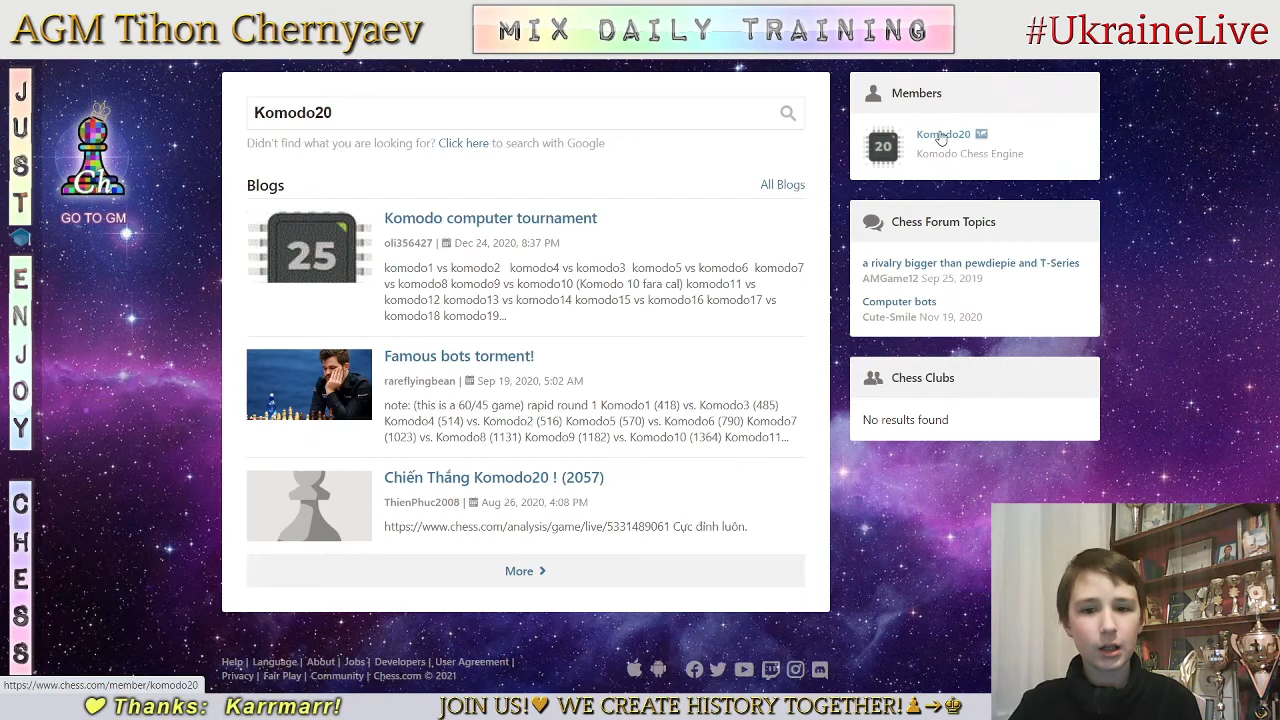 AGM Tihon Chernyaev
MIX DAILY TRAINING
#UkraineLive
JUST
ENJOY
CHESS
Ch
GO TO GM
Komodo20
Didn't find what you are looking for? Click here to search with Google
Blogs
All Blogs
25
Komodo computer tournament
oli356427 | Dec 24, 2020, 8:37 PM
komodo1 vs komodo2 komodo4 vs komodo3 komodo5 vs komodo6 komodo7
vs komodo8 komodo9 vs komodo10 (Komodo 10 fara cal) komodo11 vs
komodo12 komodo13 vs komodo14 komodo15 vs komodo16 komodo17 vs
komodo18 komodo19...
Famous bots torment!
rareflyingbean | Sep 19, 2020, 5:02 AM
note: (this is a 60/45 game) rapid round 1 Komodo1 (418) vs. Komodo3 (485)
Komodo4 (514) vs. Komodo2 (516) Komodo5 (570) vs. Komodo6 (790) Komodo7
(1023) vs. Komodo8 (1131) Komodo9 (1182) vs. Komodo10 (1364) Komodo11...
Chiến Thắng Komodo20 ! (2057)
ThienPhuc2008 | Aug 26, 2020, 4:08 PM
https://www.chess.com/analysis/game/live/5331489061 Cực đỉnh luôn.
More
Members
20
Komodo20
Komodo Chess Engine
Chess Forum Topics
a rivalry bigger than pewdiepie and T-Series
AMGame12 Sep 25, 2019
Computer bots
Cute-Smile Nov 19, 2020
Chess Clubs
No results found
Help | Language | About | Jobs | Developers | User Agreement |
Privacy | Fair Play | Community | Chess.com © 2021
https://www.chess.com/member/komodo20
Thanks: Karrmarr!
JOIN US! WE CREATE HISTORY TOGETHER!